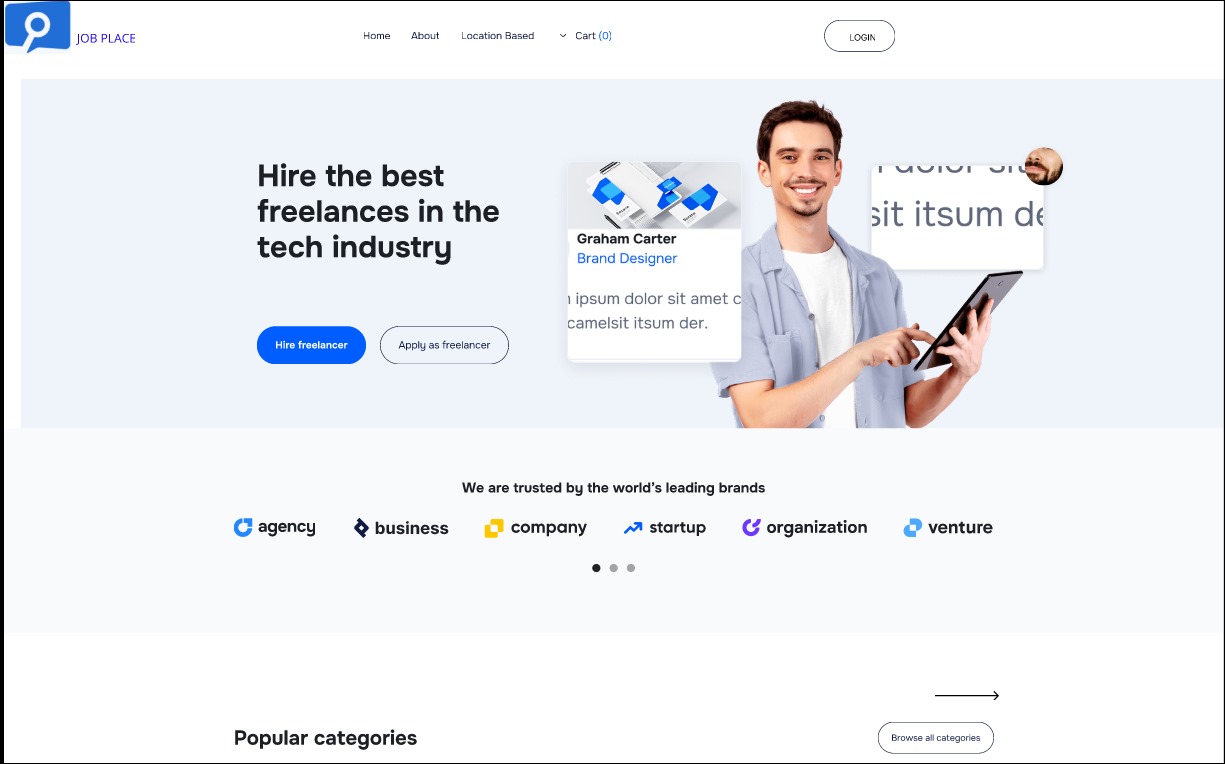 JOB PLACE
Home About Location Based Cart (0)
LOGIN
Hire the best
freelances in the
tech industry
Hire freelancer
Apply as freelancer
Graham Carter
Brand Designer
ipsum dolor sit amet c
camelsit itsum der.
dolor sit
sit itsum de
We are trusted by the world's leading brands
agency business company startup organization venture
Popular categories
Browse all categories